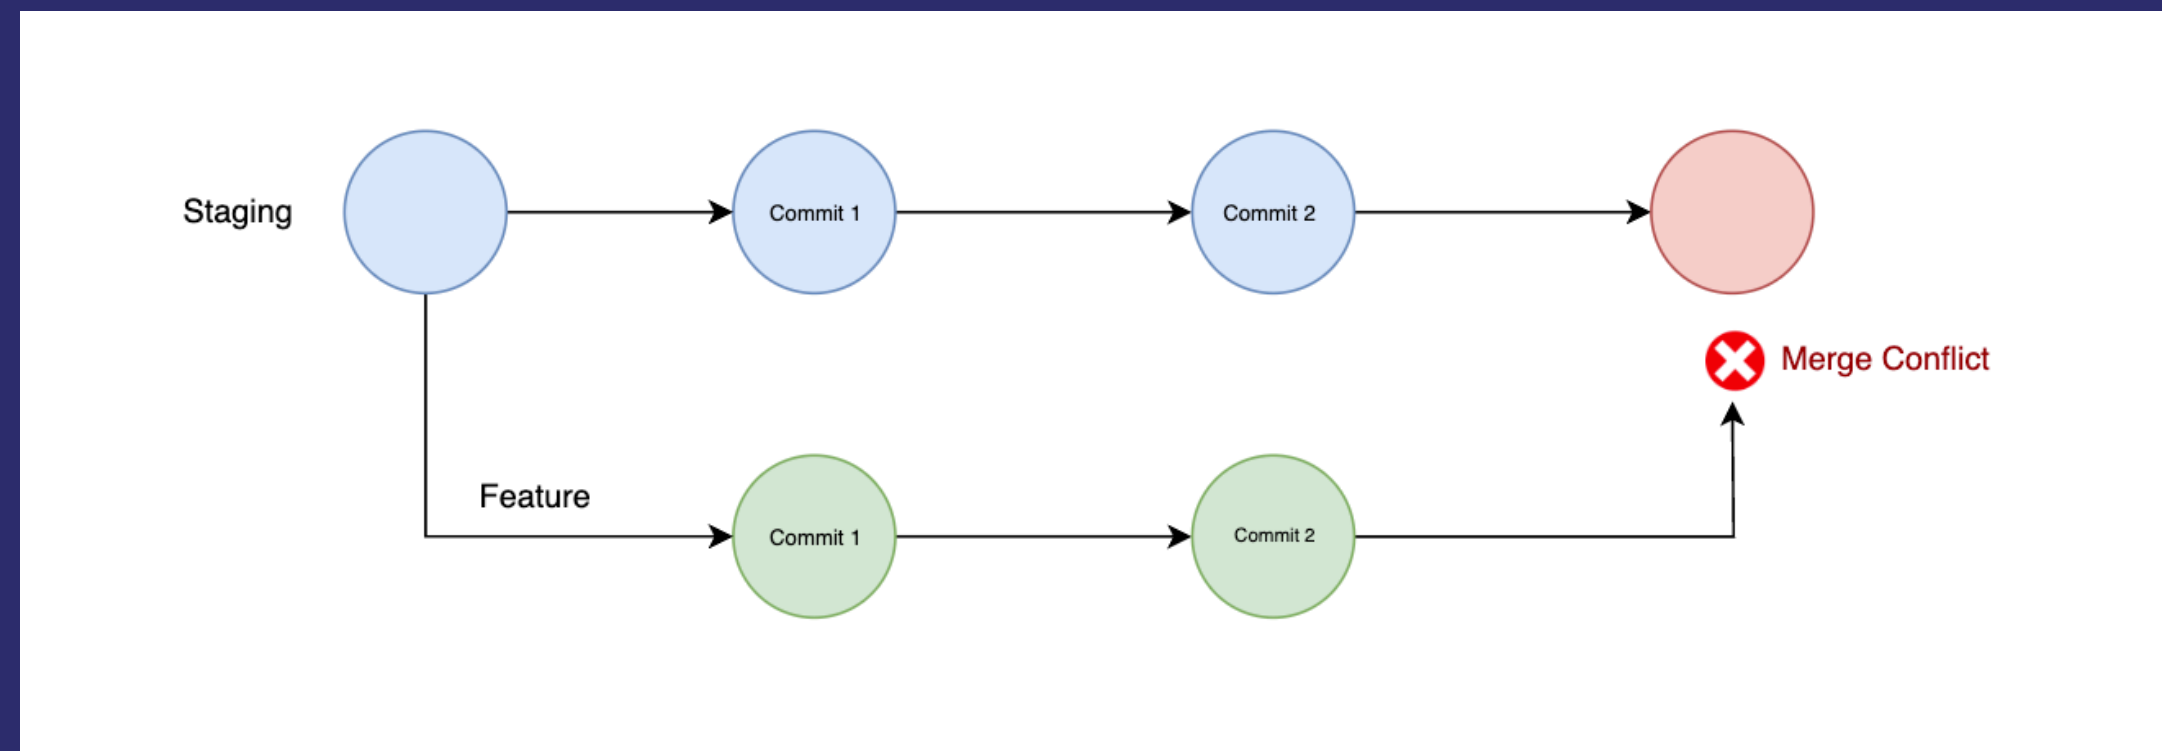 Staging
Commit 1
Commit 2
Merge Conflict
Feature
Commit 1
Commit 2